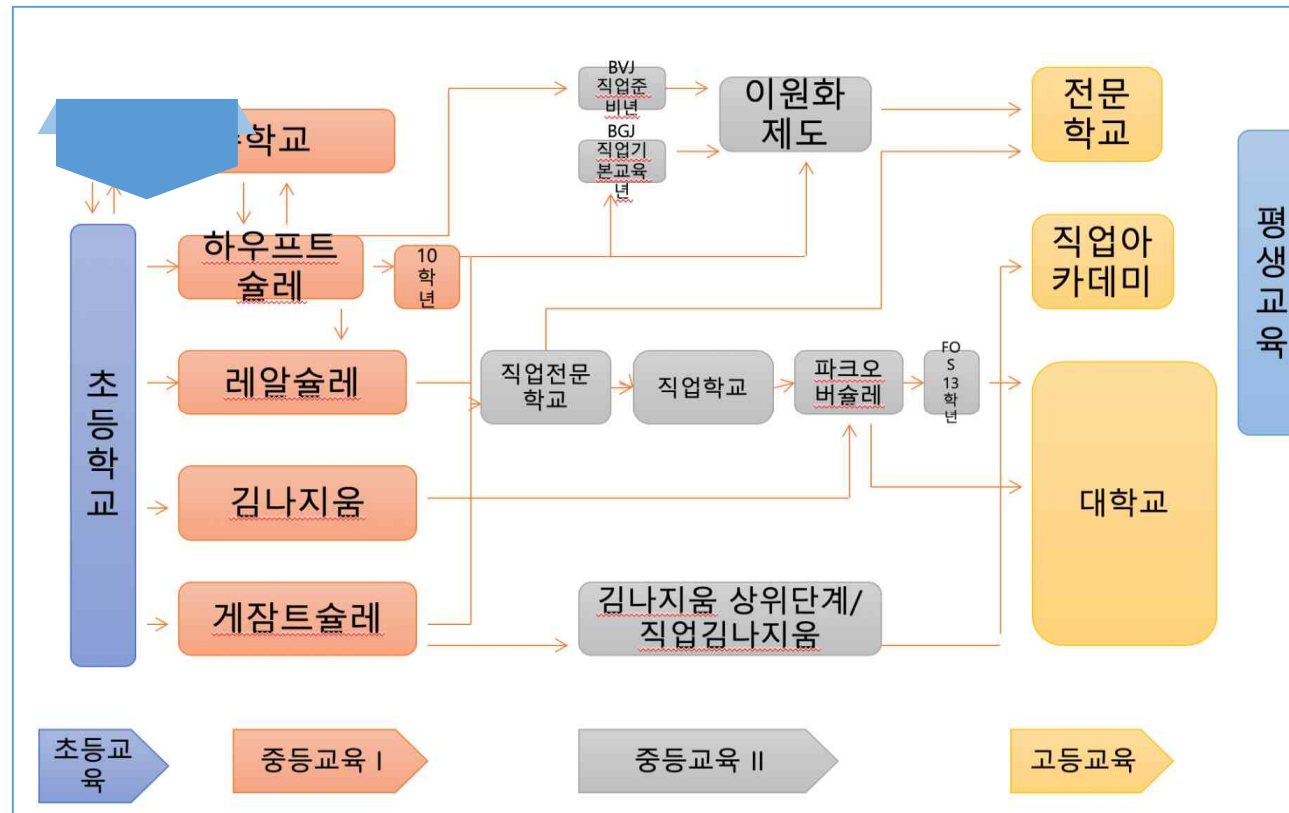 BVJ
직업준
비년
이원화
제도
전문
학교
학교
BGJ
직업기
본교육
년
평
생
교
육
하우프트
슐레
10
학
년
직업아
카데미
초
등
학
교
레알슐레
직업전문
학교
직업학교
파크오
버슐레
FO
S
13
학
년
김나지움
대학교
게잠트슐레
김나지움 상위단계/
직업김나지움
초등교
육
중등교육 I
중등교육 II
고등교육